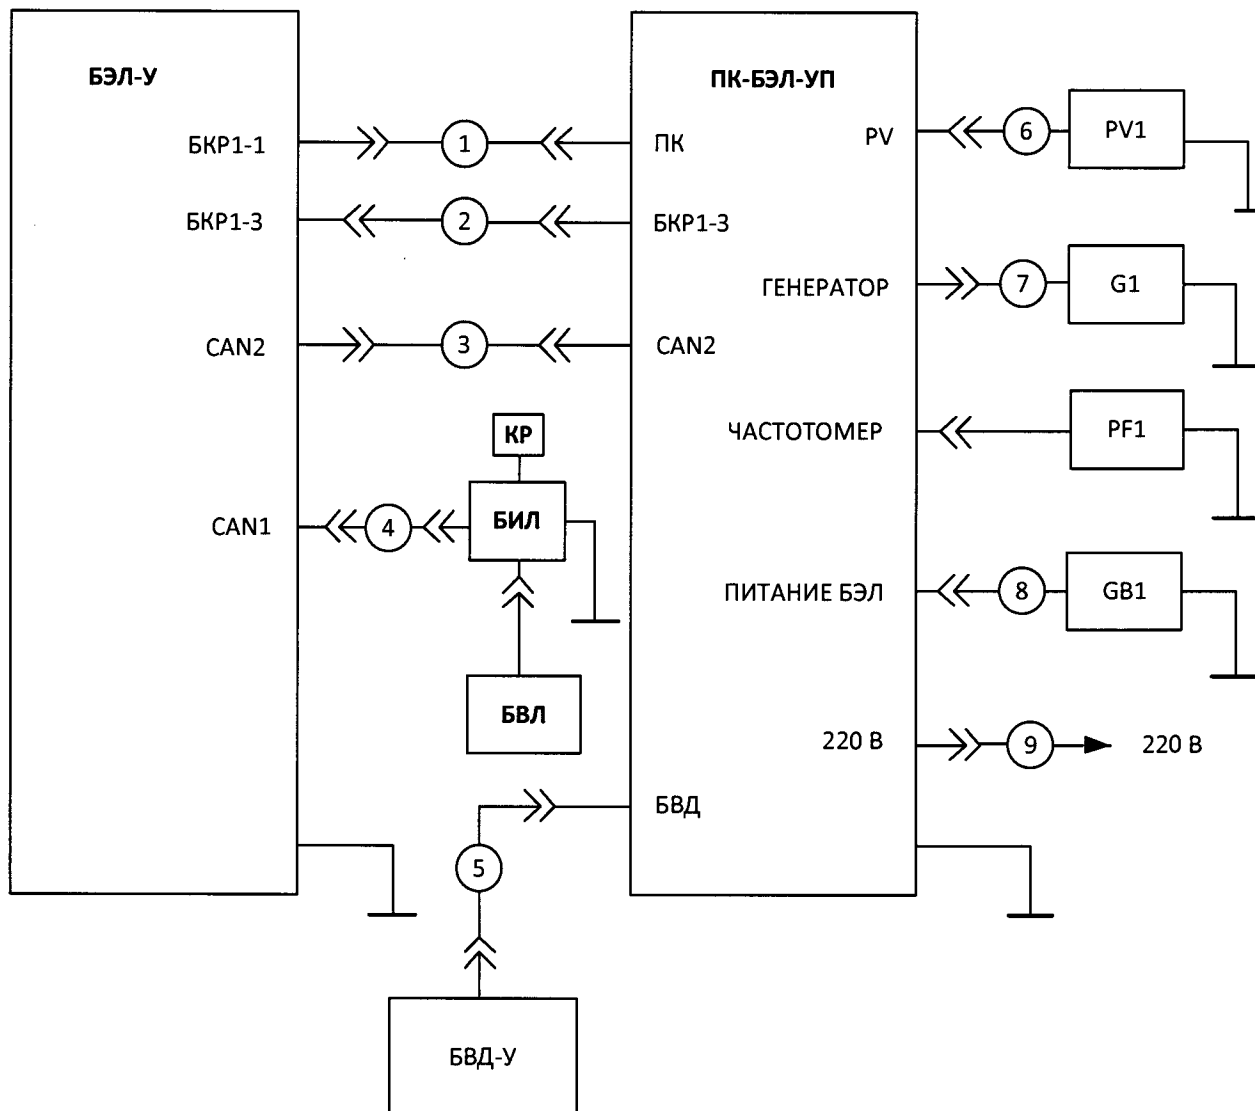 БЭЛ-У
ПК-БЭЛ-УП
БКР1-1
1
ПК
PV
6
PV1
БКР1-3
2
БКР1-3
ГЕНЕРАТОР
7
G1
CAN2
3
CAN2
КР
ЧАСТОТОМЕР
PF1
CAN1
4
БИЛ
ПИТАНИЕ БЭЛ
8
GB1
БВЛ
220 В
9
220 В
БВД
5
БВД-У